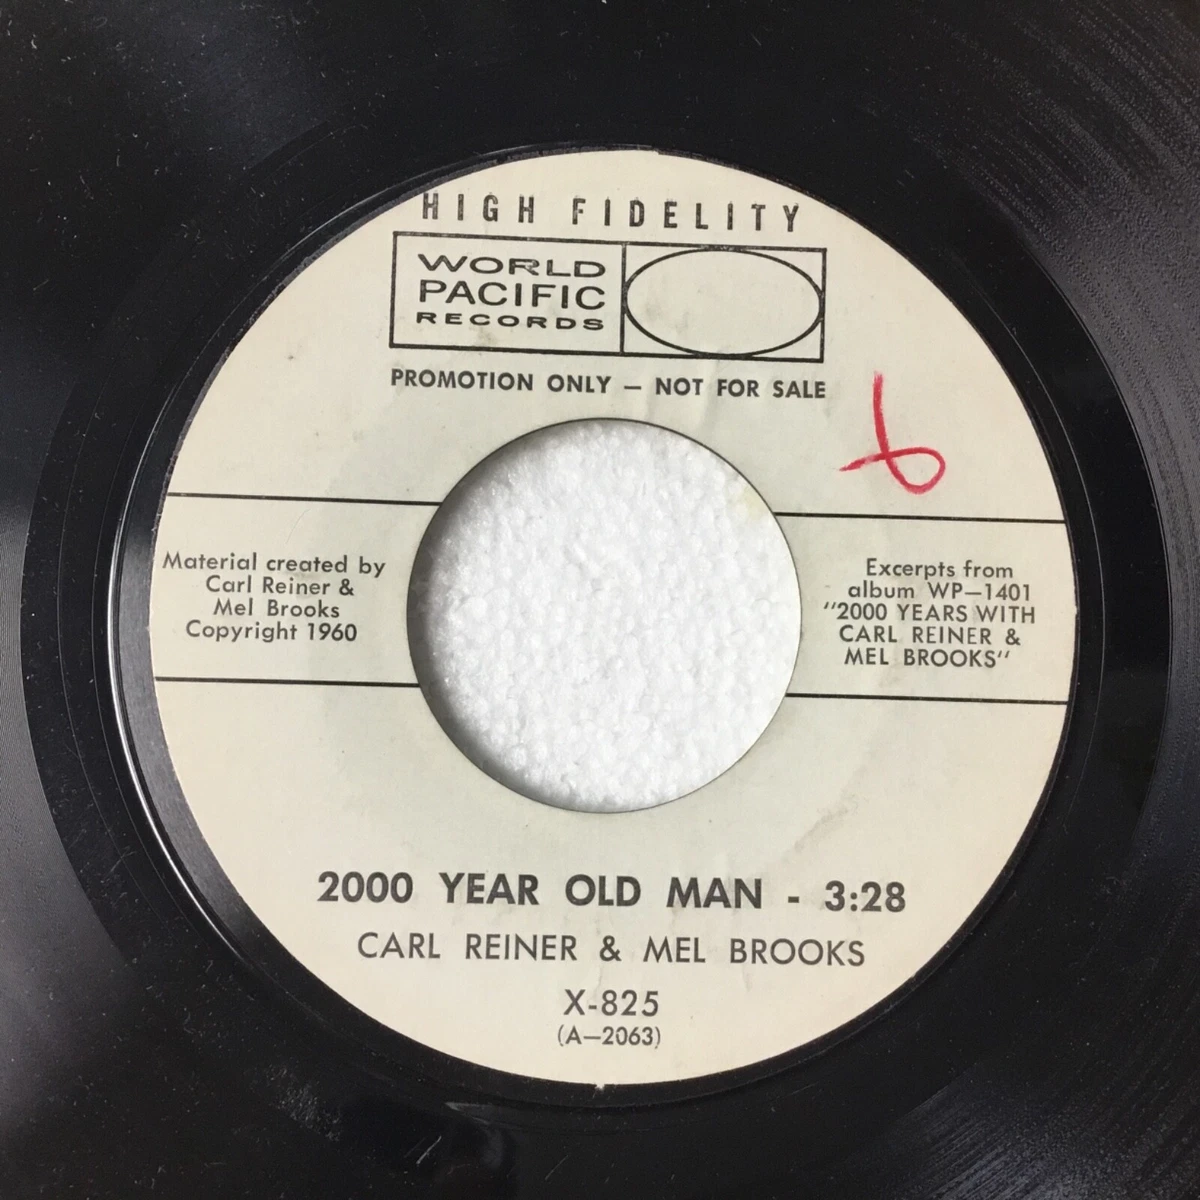 HIGH FIDELITY
WORLD
PACIFIC
RECORDS
PROMOTION ONLY — NOT FOR SALE
6
Material created by
Carl Reiner &
Mel Brooks
Copyright 1960
Excerpts from
album WP—1401
"2000 YEARS WITH
CARL REINER &
MEL BROOKS"
2000 YEAR OLD MAN - 3:28
CARL REINER & MEL BROOKS
X-825
(A—2063)